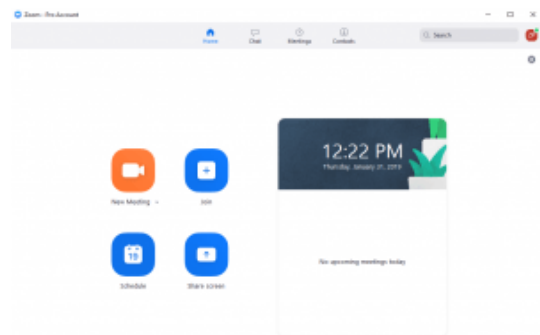 Zoom - Pro Account
Home
Chat
Meetings
Contacts
Search
12:22 PM
Thursday, January 31, 2019
New Meeting
Join
19
Schedule
Share screen
No upcoming meetings today